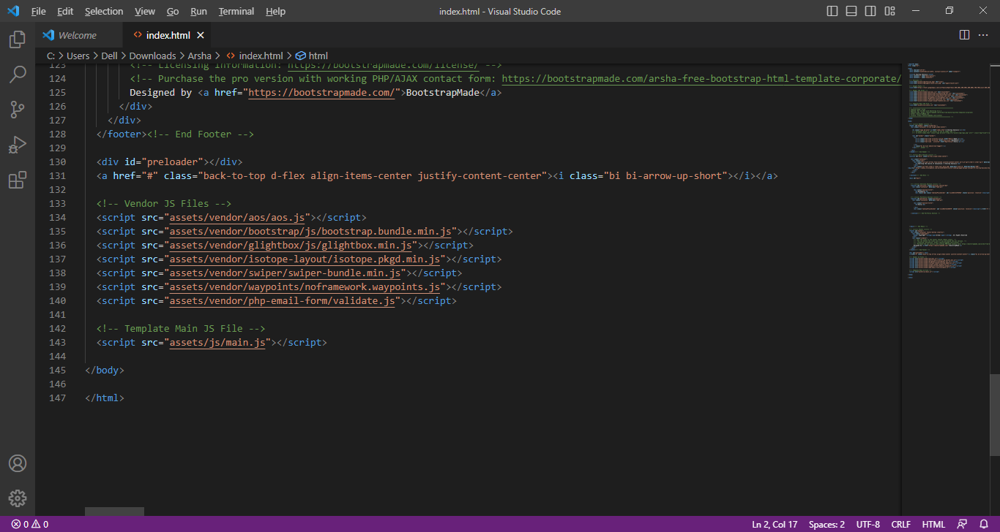 File Edit Selection View Go Run Terminal Help
index.html - Visual Studio Code
Welcome
index.html
C: > Users > Dell > Downloads > Arsha > index.html > html
123 <!-- Licensing information: https://bootstrapmade.com/license/ -->
124 <!-- Purchase the pro version with working PHP/AJAX contact form: https://bootstrapmade.com/arsha-free-bootstrap-html-template-corporate/
125 Designed by <a href="https://bootstrapmade.com/">BootstrapMade</a>
126 </div>
127 </div>
128 </footer><!-- End Footer -->
129
130 <div id="preloader"></div>
131 <a href="#" class="back-to-top d-flex align-items-center justify-content-center"><i class="bi bi-arrow-up-short"></i></a>
132
133 <!-- Vendor JS Files -->
134 <script src="assets/vendor/aos/aos.js"></script>
135 <script src="assets/vendor/bootstrap/js/bootstrap.bundle.min.js"></script>
136 <script src="assets/vendor/glightbox/js/glightbox.min.js"></script>
137 <script src="assets/vendor/isotope-layout/isotope.pkgd.min.js"></script>
138 <script src="assets/vendor/swiper/swiper-bundle.min.js"></script>
139 <script src="assets/vendor/waypoints/noframework.waypoints.js"></script>
140 <script src="assets/vendor/php-email-form/validate.js"></script>
141
142 <!-- Template Main JS File -->
143 <script src="assets/js/main.js"></script>
144
145 </body>
146
147 </html>
0 0
Ln 2, Col 17 Spaces: 2 UTF-8 CRLF HTML